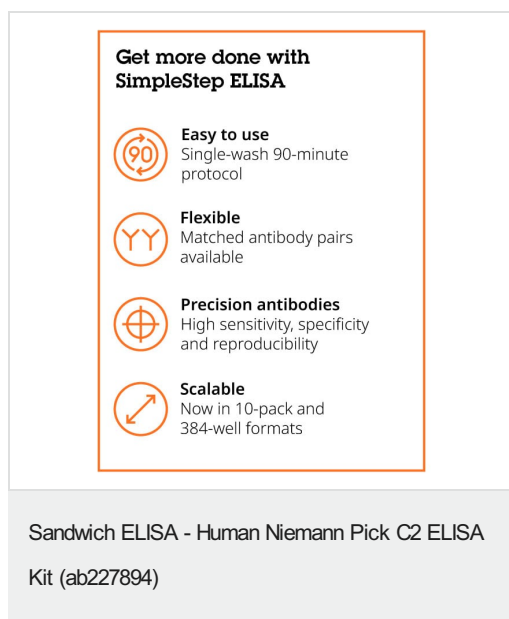 Get more done with
SimpleStep ELISA
90
Easy to use
Single-wash 90-minute
protocol
Flexible
Matched antibody pairs
available
Precision antibodies
High sensitivity, specificity
and reproducibility
Scalable
Now in 10-pack and
384-well formats
Sandwich ELISA - Human Niemann Pick C2 ELISA
Kit (ab227894)